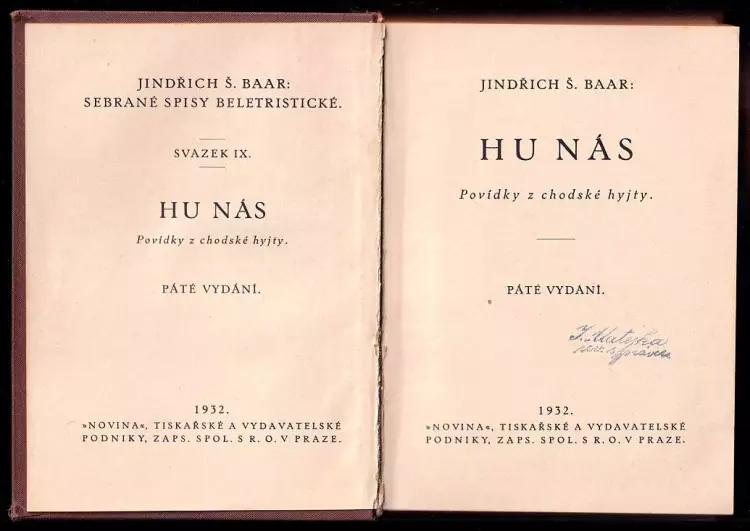 JINDŘICH Š. BAAR:
SEBRANÉ SPISY BELETRISTICKÉ.
SVAZEK IX.
HU NÁS
Povídky z chodské hyjty.
PÁTÉ VYDÁNÍ.
1932.
»NOVINA«, TISKAŘSKÉ A VYDAVATELSKÉ
PODNIKY, ZAPS. SPOL. S R. O. V PRAZE.
JINDŘICH Š. BAAR:
HU NÁS
Povídky z chodské hyjty.
PÁTÉ VYDÁNÍ.
J. Matejka
1932.
»NOVINA«, TISKAŘSKÉ A VYDAVATELSKÉ
PODNIKY, ZAPS. SPOL. S R. O. V PRAZE.